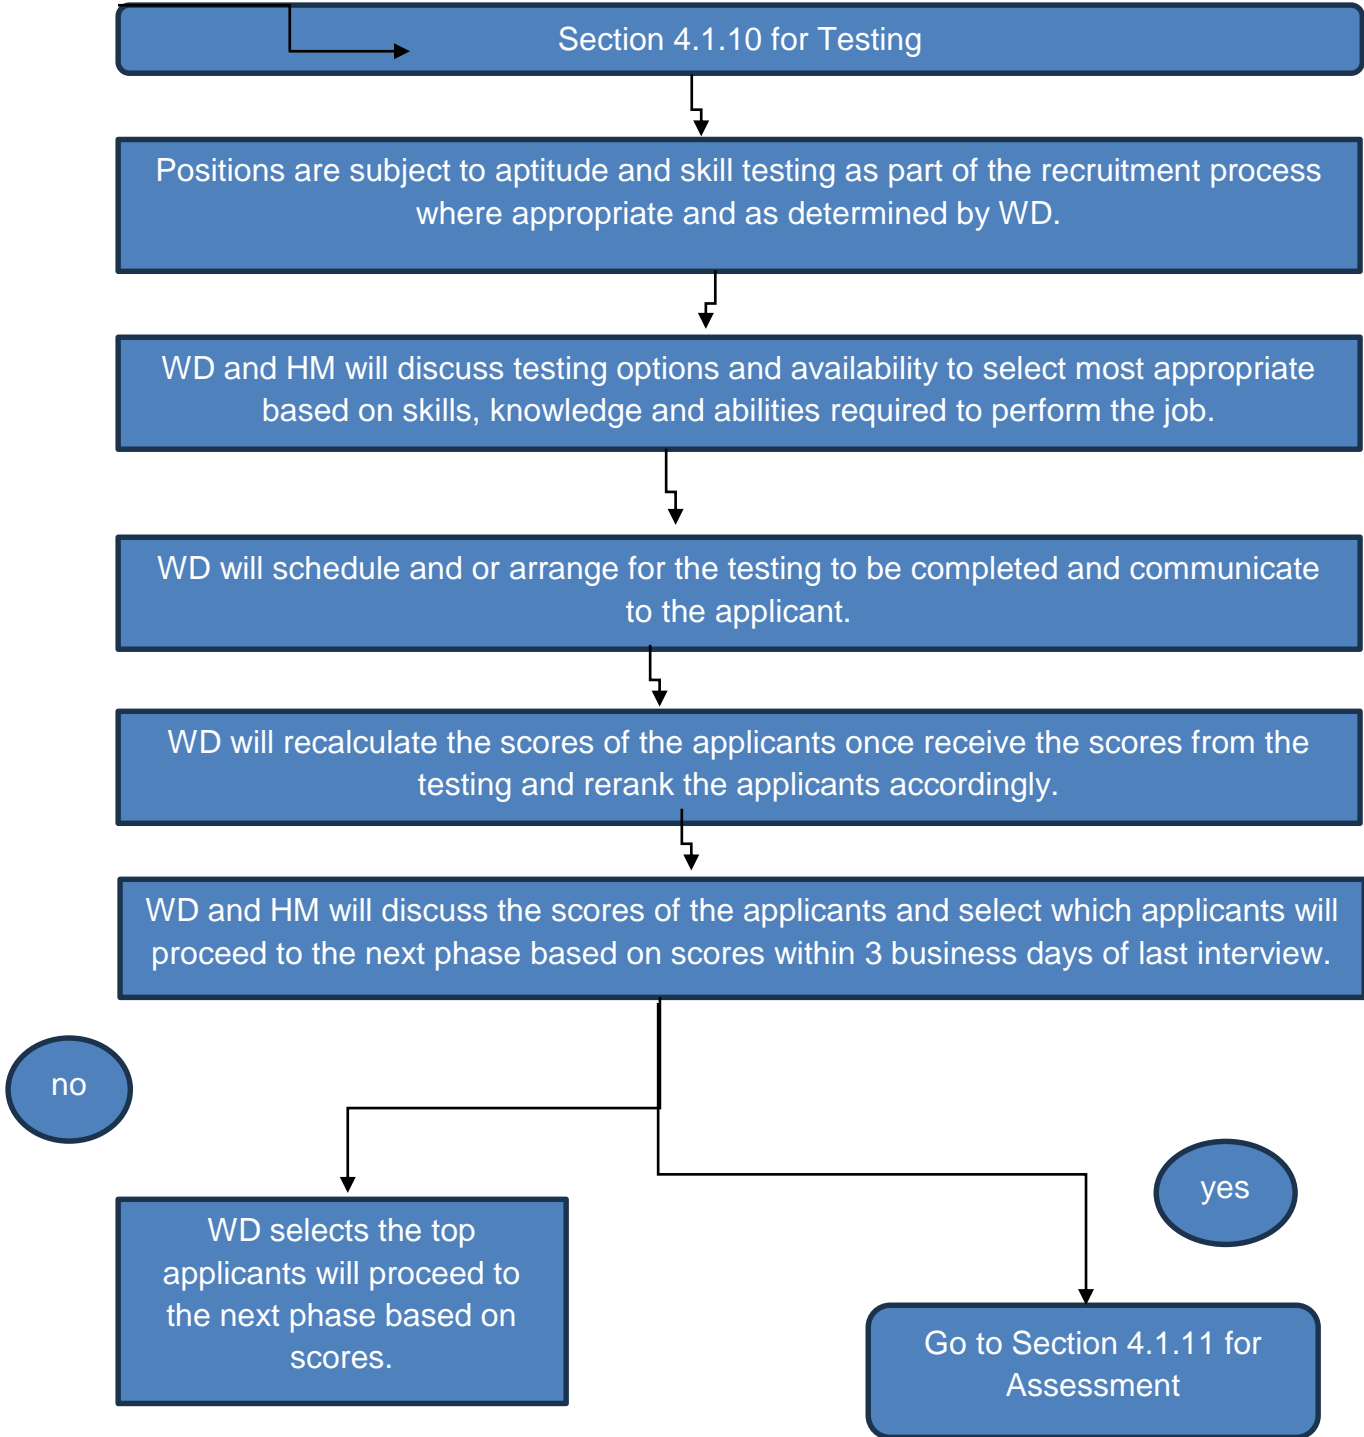 Section 4.1.10 for Testing
Positions are subject to aptitude and skill testing as part of the recruitment process
where appropriate and as determined by WD.
WD and HM will discuss testing options and availability to select most appropriate
based on skills, knowledge and abilities required to perform the job.
WD will schedule and or arrange for the testing to be completed and communicate
to the applicant.
WD will recalculate the scores of the applicants once receive the scores from the
testing and rerank the applicants accordingly.
WD and HM will discuss the scores of the applicants and select which applicants will
proceed to the next phase based on scores within 3 business days of last interview.
no
yes
WD selects the top
applicants will proceed to
the next phase based on
scores.
Go to Section 4.1.11 for
Assessment